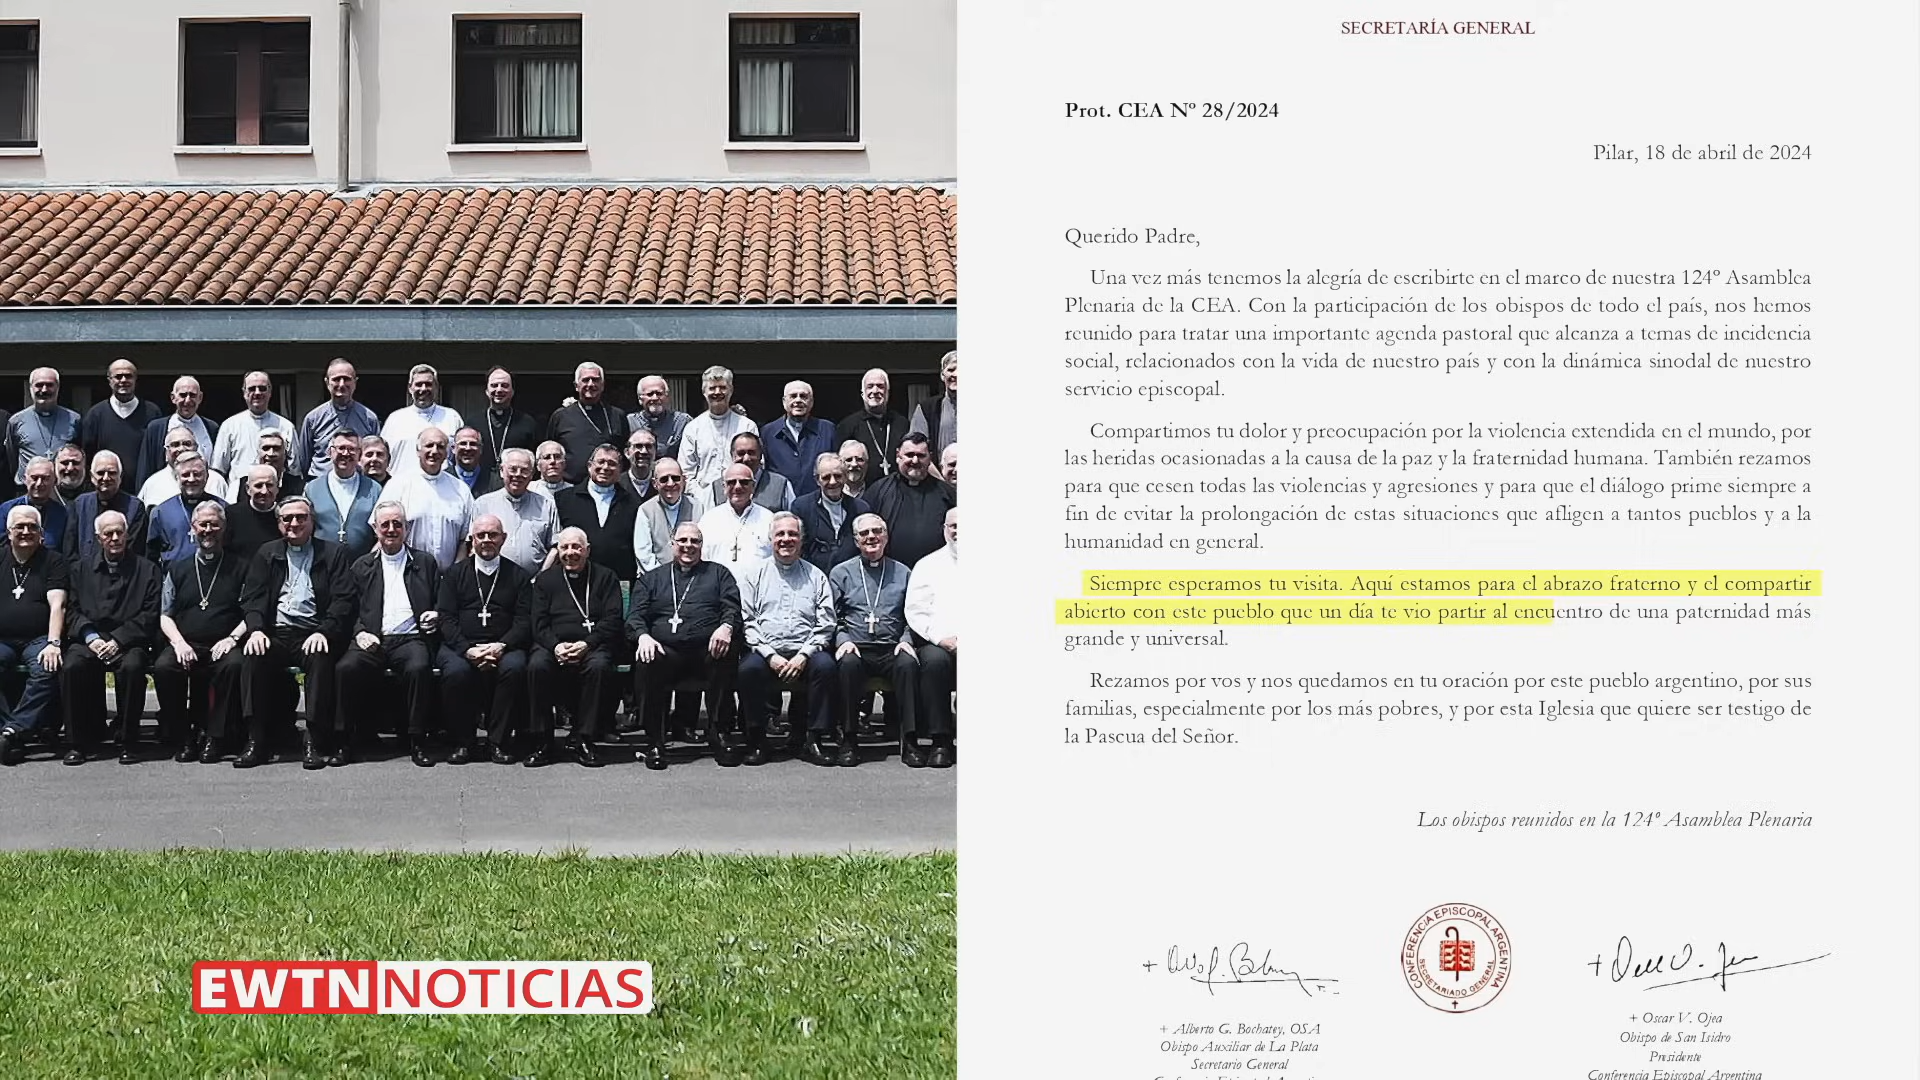 SECRETARÍA GENERAL
Prot. CEA Nº 28/2024
Pilar, 18 de abril de 2024
Querido Padre,
Una vez más tenemos la alegría de escribirte en el marco de nuestra 124º Asamblea
Plenaria de la CEA. Con la participación de los obispos de todo el país, nos hemos
reunido para tratar una importante agenda pastoral que alcanza a temas de incidencia
social, relacionados con la vida de nuestro país y con la dinámica sinodal de nuestro
servicio episcopal.
Compartimos tu dolor y preocupación por la violencia extendida en el mundo, por
las heridas ocasionadas a la causa de la paz y la fraternidad humana. También rezamos
para que cesen todas las violencias y agresiones y para que el diálogo prime siempre a
fin de evitar la prolongación de estas situaciones que afligen a tantos pueblos y a la
humanidad en general.
Siempre esperamos tu visita. Aquí estamos para el abrazo fraterno y el compartir
abierto con este pueblo que un día te vio partir al encuentro de una paternidad más
grande y universal.
Rezamos por vos y nos quedamos en tu oración por este pueblo argentino, por sus
familias, especialmente por los más pobres, y por esta Iglesia que quiere ser testigo de
la Pascua del Señor.
Los obispos reunidos en la 124º Asamblea Plenaria
CONFERENCIA EPISCOPAL ARGENTINA
SECRETARIADO GENERAL
+ Alberto G. Bochatey, OSA
Obispo Auxiliar de La Plata
Secretario General
+ Oscar V. Ojea
Obispo de San Isidro
Presidente
Conferencia Episcopal Argentina
EWTN NOTICIAS